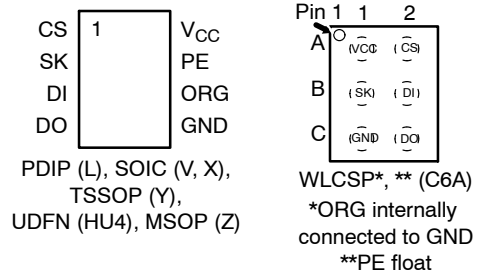 CS 1 VCC
SK PE
DI ORG
DO GND
PDIP (L), SOIC (V, X),
TSSOP (Y),
UDFN (HU4), MSOP (Z)
Pin 1 1 2
A VCC CS
B SK DI
C GND DO
WLCSP*, ** (C6A)
*ORG internally
connected to GND
**PE float